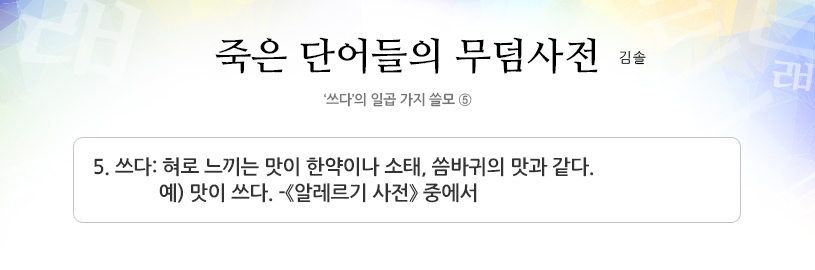 죽은 단어들의 무덤사전 김솔
‘쓰다’의 일곱 가지 쓸모 ⑤
5. 쓰다: 혀로 느끼는 맛이 한약이나 소태, 씀바귀의 맛과 같다.
예) 맛이 쓰다. -《알레르기 사전》 중에서